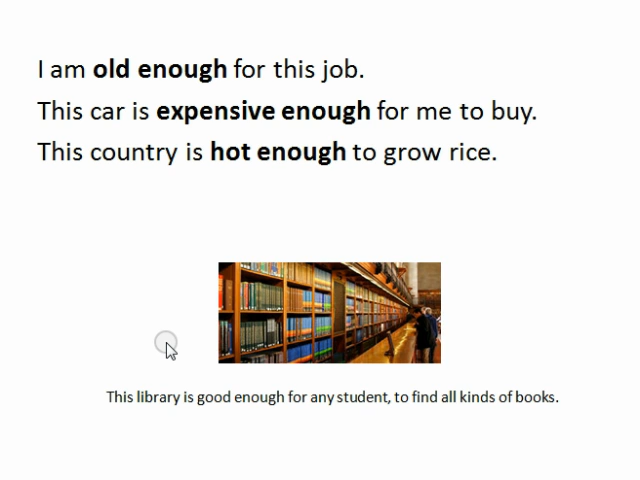 I am old enough for this job.
This car is expensive enough for me to buy.
This country is hot enough to grow rice.
This library is good enough for any student, to find all kinds of books.